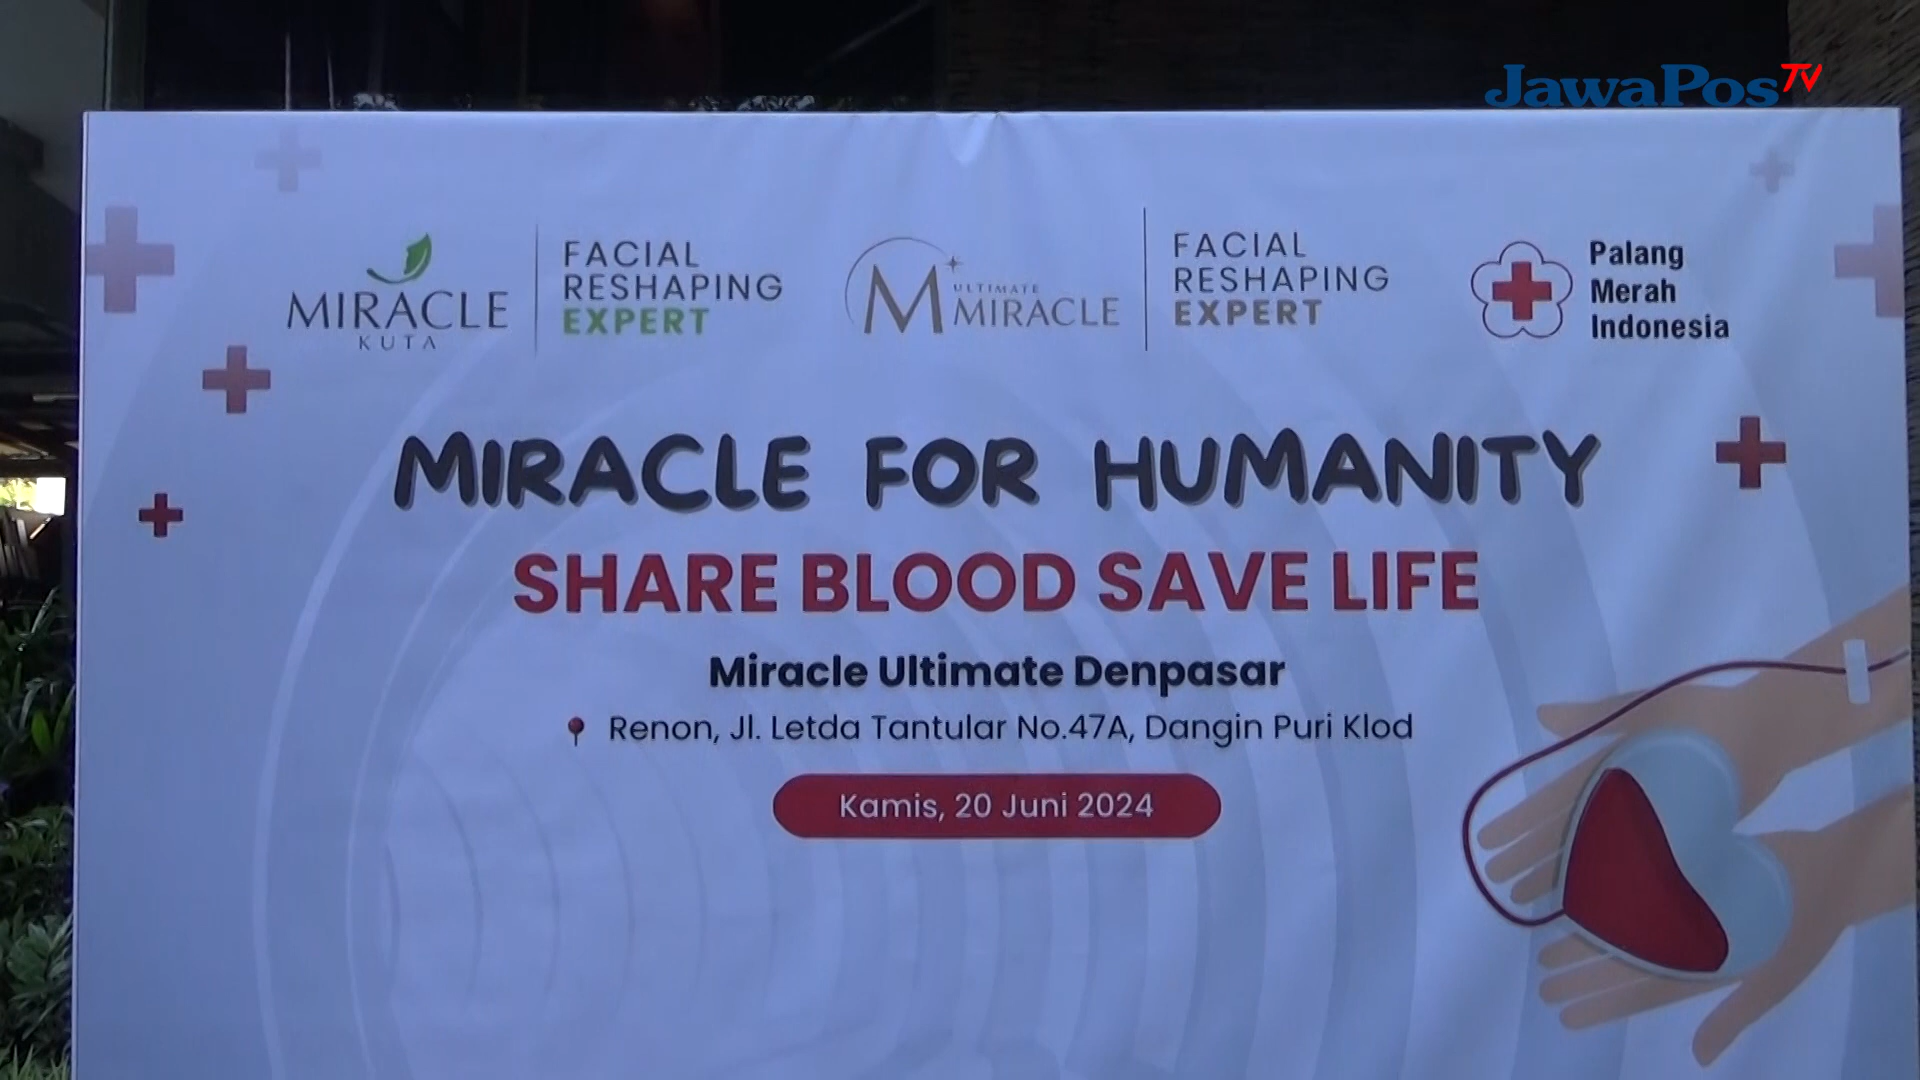 JawaPos TV
MIRACLE
KUTA
FACIAL
RESHAPING
EXPERT
M
ULTIMATE
MIRACLE
FACIAL
RESHAPING
EXPERT
Palang
Merah
Indonesia
MIRACLE FOR HUMANITY
SHARE BLOOD SAVE LIFE
Miracle Ultimate Denpasar
Renon, Jl. Letda Tantular No.47A, Dangin Puri Klod
Kamis, 20 Juni 2024